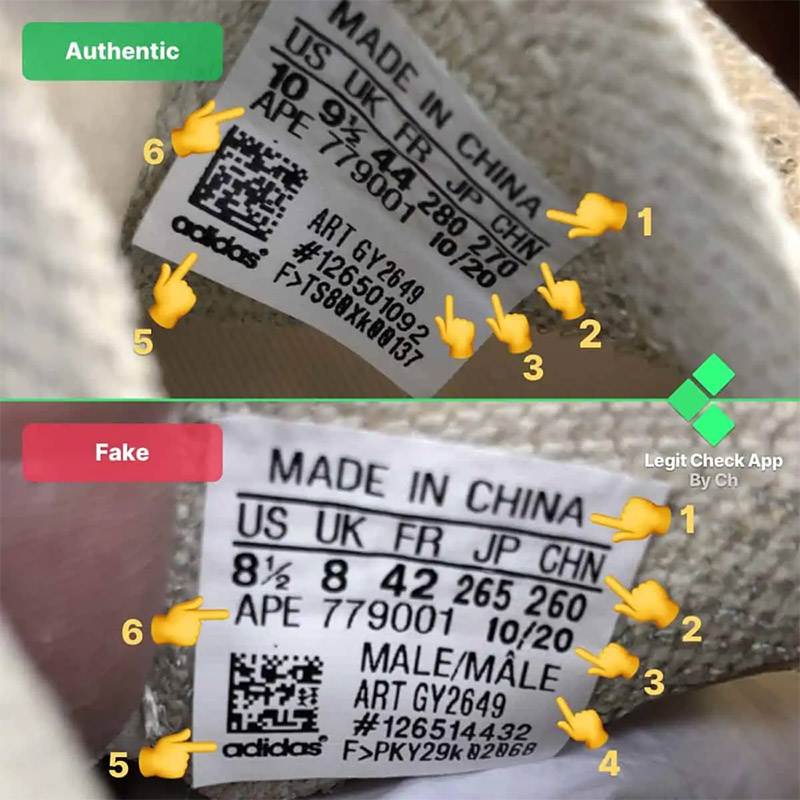 Authentic
MADE IN CHINA
US UK FR JP CHN
10 9½ 44 280 270
APE 779001 10/20
ART GY2649
#126501092
adidas
1
2
3
5
6
Legit Check App
By Ch
Fake
MADE IN CHINA
US UK FR JP CHN
8½ 8 42 265 260
APE 779001 10/20
MALE/MÂLE
ART GY2649
#126514432
F>PKY29k02068
adidas
1
2
3
4
5
6